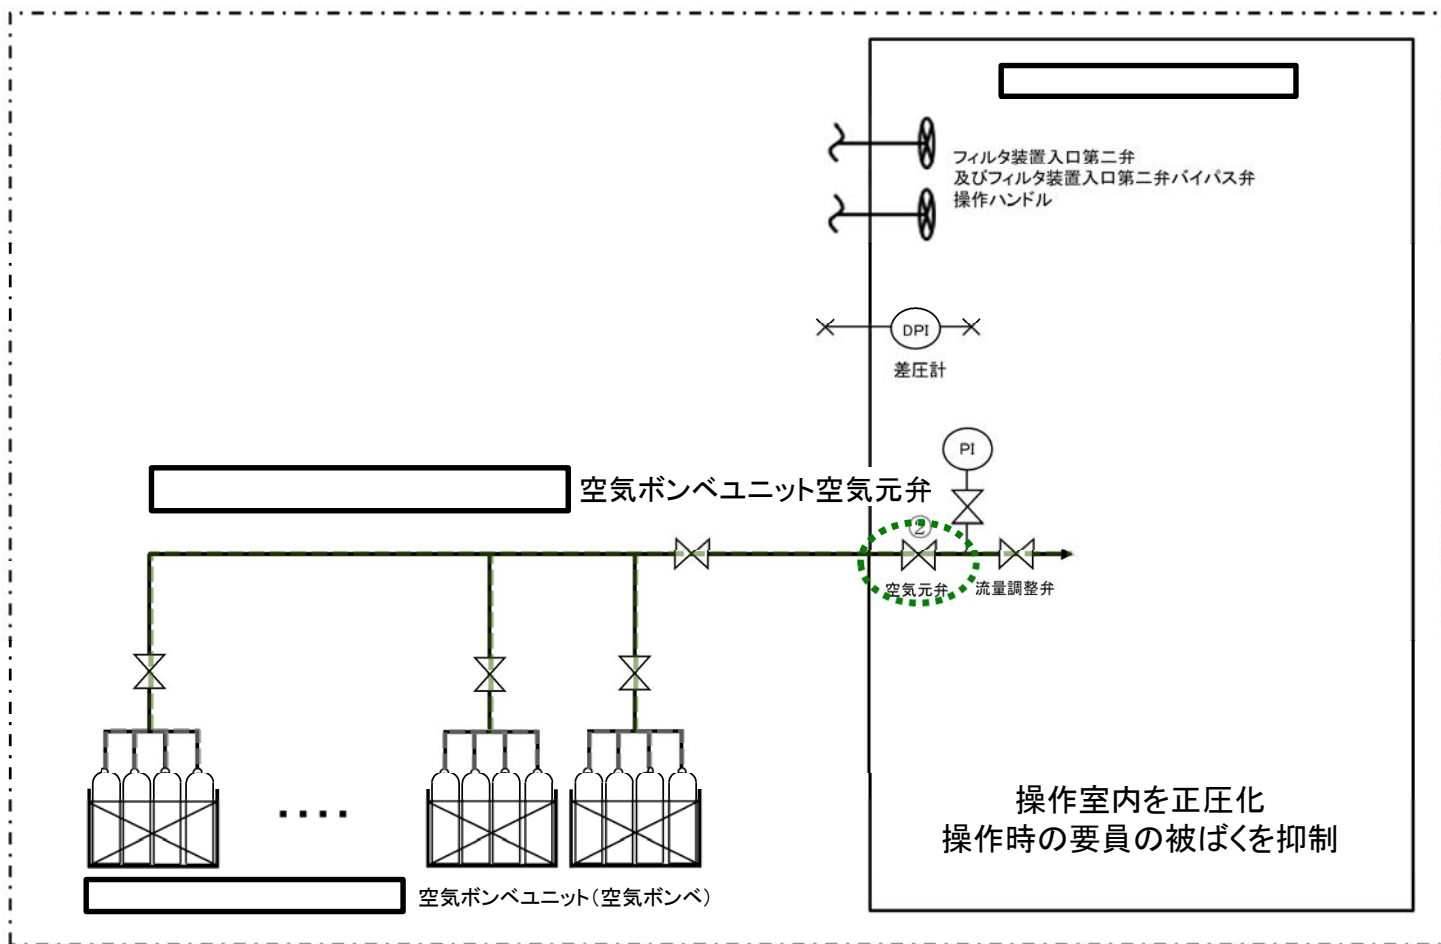 フィルタ装置入口第二弁
及びフィルタ装置入口第二弁バイパス弁
操作ハンドル
DPI
差圧計
PI
空気ボンベユニット空気元弁
②
空気元弁
流量調整弁
操作室内を正圧化
操作時の要員の被ばくを抑制
空気ボンベユニット(空気ボンベ)